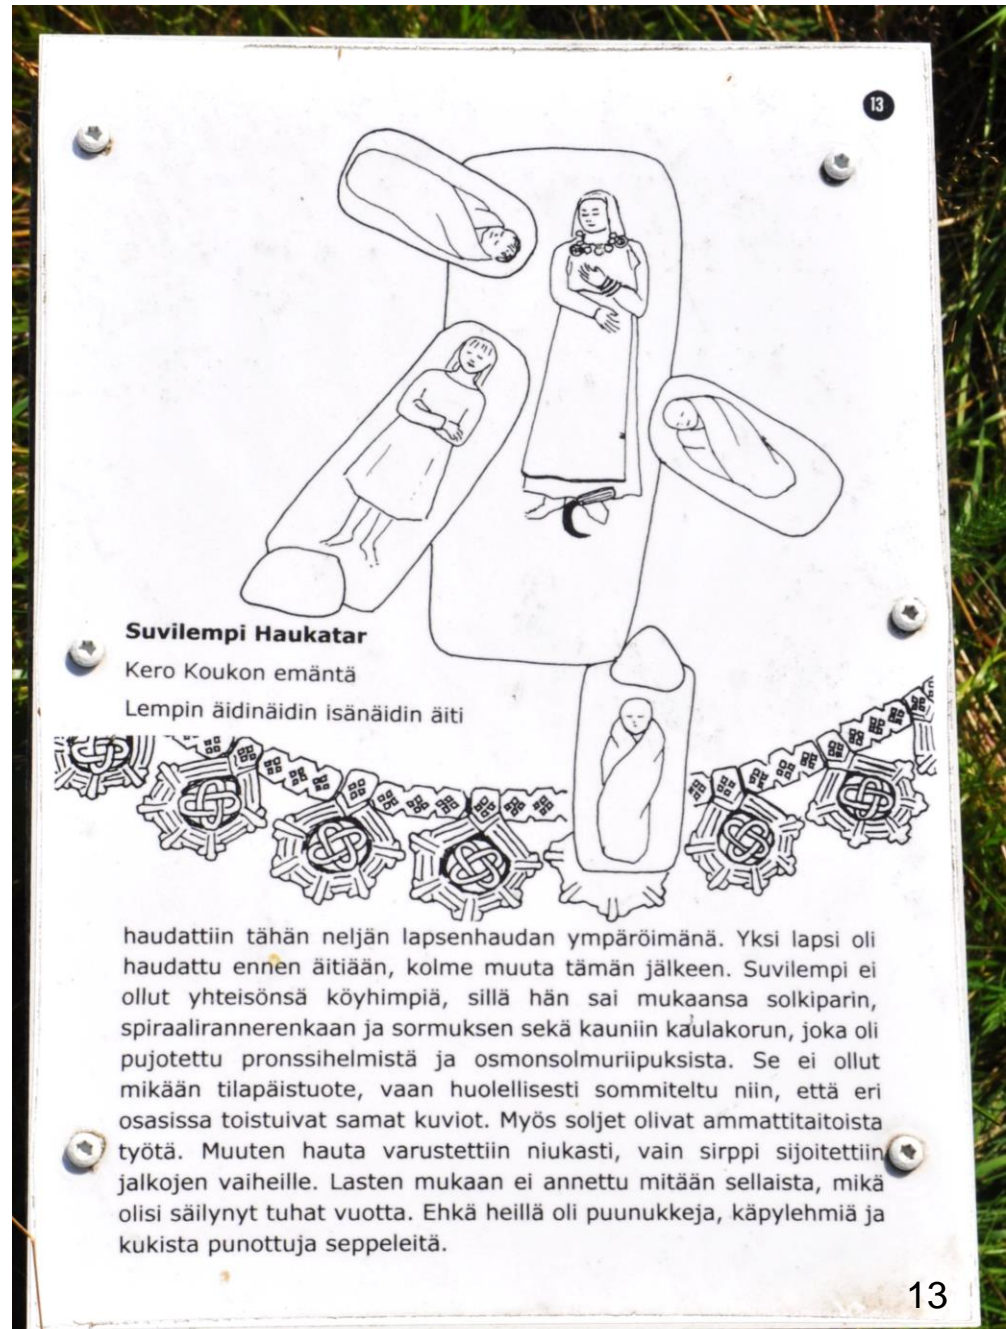 13
Suvilempi Haukatar
Kero Koukon emäntä
Lempin äidinäidin isänäidin äiti
haudattiin tähän neljän lapsenhaudan ympäröimänä. Yksi lapsi oli
haudattu ennen äitiään, kolme muuta tämän jälkeen. Suvilempi ei
ollut yhteisönsä köyhimpiä, sillä hän sai mukaansa solkiparin,
spiraalirannerenkaan ja sormuksen sekä kauniin kaulakorun, joka oli
pujotettu pronssihelmistä ja osmonsolmuriipuksista. Se ei ollut
mikään tilapäistuote, vaan huolellisesti sommiteltu niin, että eri
osasissa toistuivat samat kuviot. Myös soljet olivat ammattitaitoista
työtä. Muuten hauta varustettiin niukasti, vain sirppi sijoitettiin
jalkojen vaiheille. Lasten mukaan ei annettu mitään sellaista, mikä
olisi säilynyt tuhat vuotta. Ehkä heillä oli puunukkeja, käpylehmiä ja
kukista punottuja seppeleitä.
13